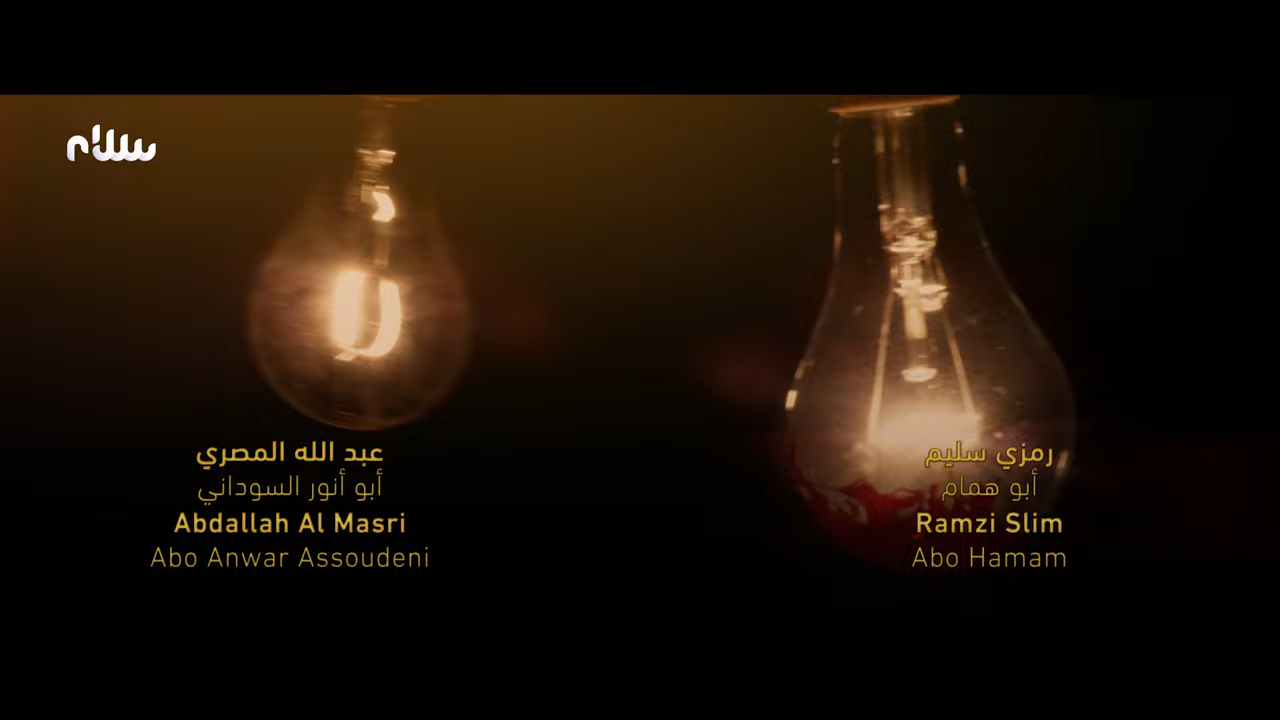 سلام
عبد الله المصري
أبو أنور السوداني
Abdallah Al Masri
Abo Anwar Assoudeni
رمزي سليم
أبو همام
Ramzi Slim
Abo Hamam